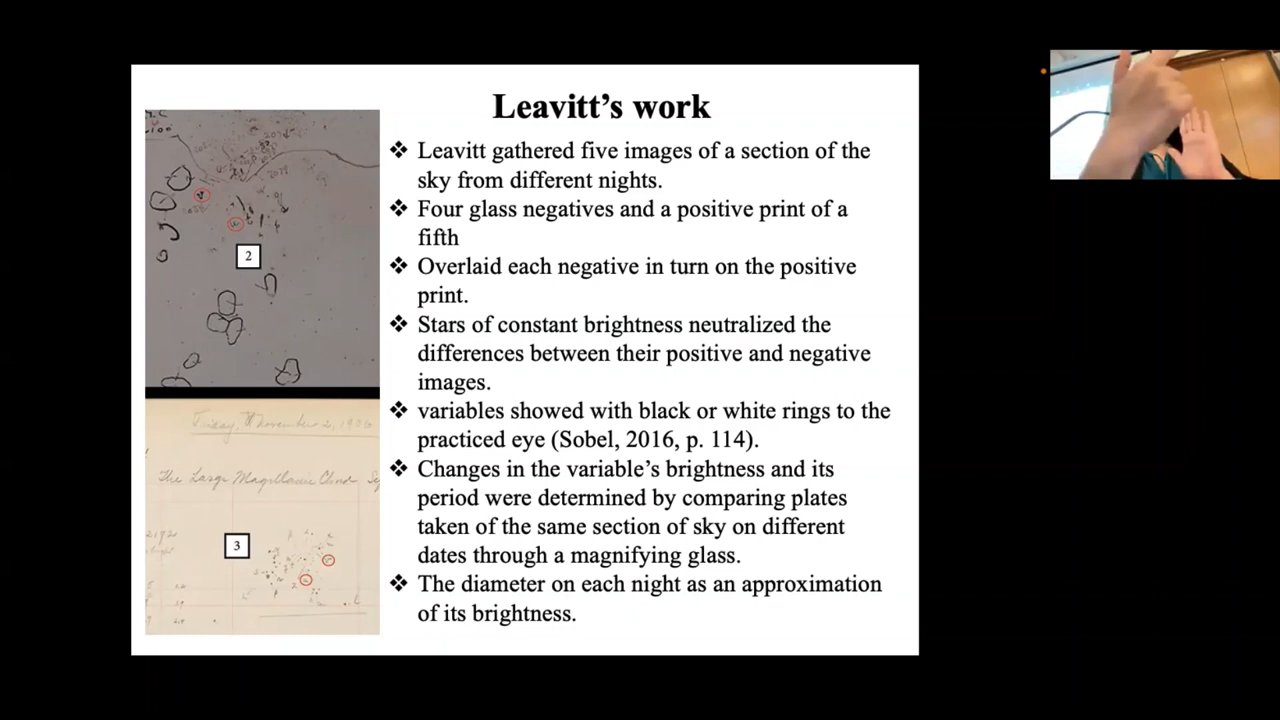 Leavitt’s work
❖ Leavitt gathered five images of a section of the
sky from different nights.
❖ Four glass negatives and a positive print of a
fifth
❖ Overlaid each negative in turn on the positive
print.
❖ Stars of constant brightness neutralized the
differences between their positive and negative
images.
❖ variables showed with black or white rings to the
practiced eye (Sobel, 2016, p. 114).
❖ Changes in the variable’s brightness and its
period were determined by comparing plates
taken of the same section of sky on different
dates through a magnifying glass.
❖ The diameter on each night as an approximation
of its brightness.
2
Friday, November 2, 1906
The Large Magellanic Cloud
3